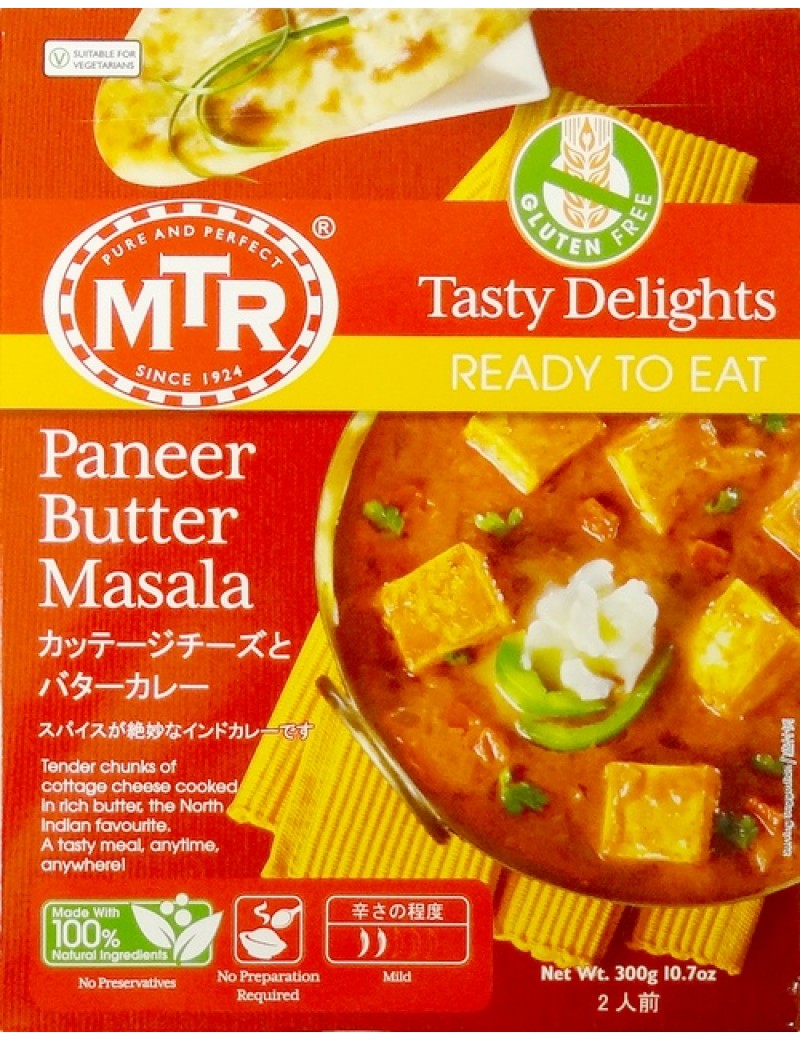 SUITABLE FOR
VEGETARIANS
GLUTEN FREE
PURE AND PERFECT
MTR
SINCE 1924
®
Tasty Delights
READY TO EAT
Paneer
Butter
Masala
カッテージチーズと
バターカレー
スパイスが絶妙なインドカレーです
Tender chunks of
cottage cheese cooked
in rich butter, the North
Indian favourite.
A tasty meal, anytime,
anywhere!
Made With
100%
Natural Ingredients
No Preservatives
No Preparation
Required
辛さの程度
Mild
Net Wt. 300g 10.7oz
2 人前